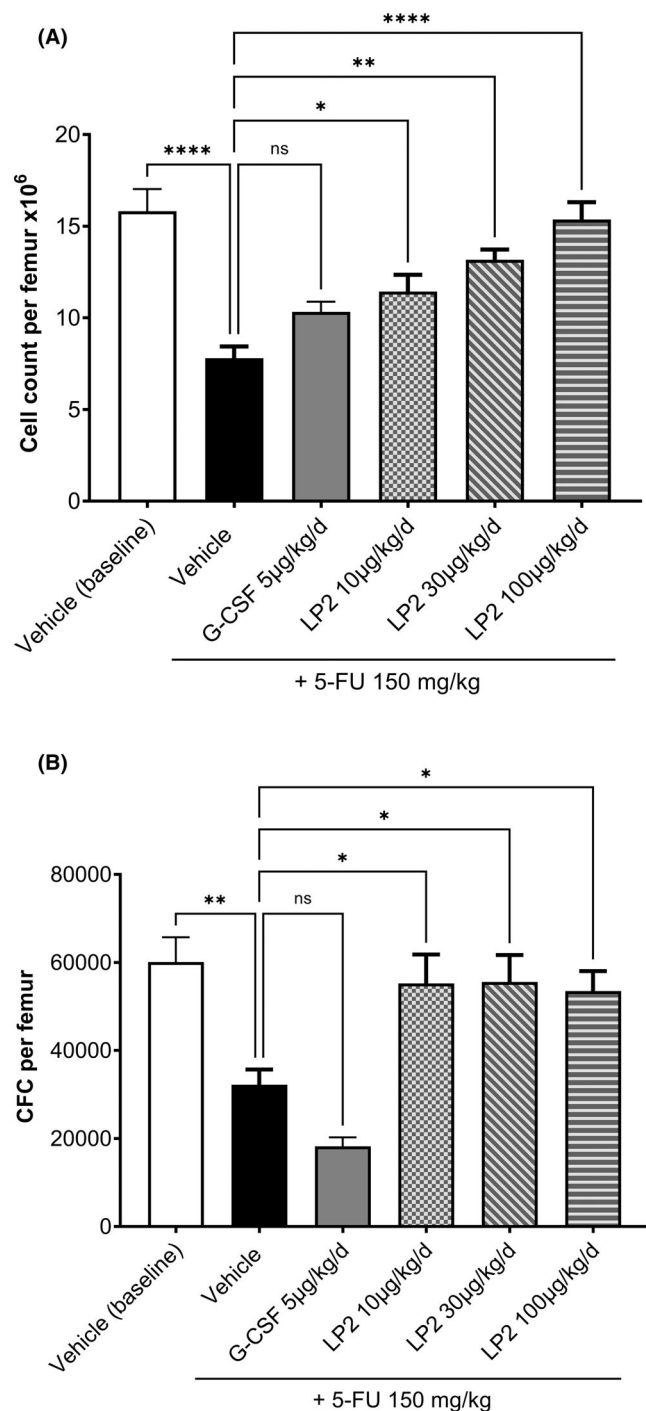 (A)
****
**
*
**** ns
20
15
10
5
0
Cell count per femur x10⁶
Vehicle (baseline)
Vehicle
G-CSF 5µg/kg/d
LP2 10µg/kg/d
LP2 30µg/kg/d
LP2 100µg/kg/d
+ 5-FU 150 mg/kg
(B)
*
*
*
** ns
80000
60000
40000
20000
0
CFC per femur
Vehicle (baseline)
Vehicle
G-CSF 5µg/kg/d
LP2 10µg/kg/d
LP2 30µg/kg/d
LP2 100µg/kg/d
+ 5-FU 150 mg/kg